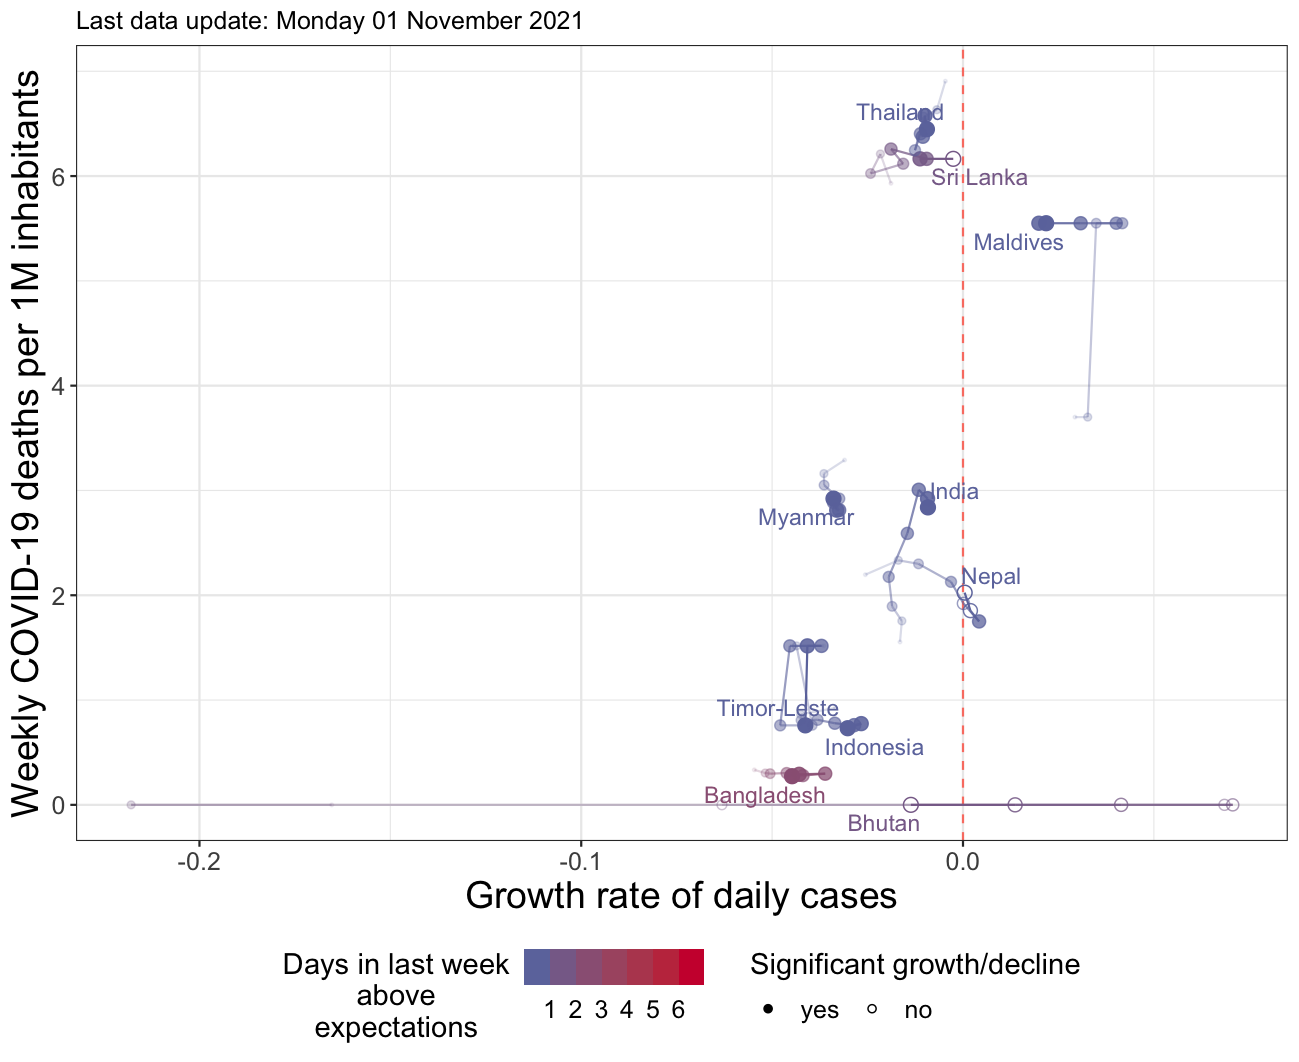 Last data update: Monday 01 November 2021
Weekly COVID-19 deaths per 1M inhabitants
6
4
2
0
Thailand
Sri Lanka
Maldives
India
Myanmar
Nepal
Timor-Leste
Indonesia
Bangladesh
Bhutan
-0.2
-0.1
0.0
Growth rate of daily cases
Days in last week
above
expectations
1 2 3 4 5 6
Significant growth/decline
yes no